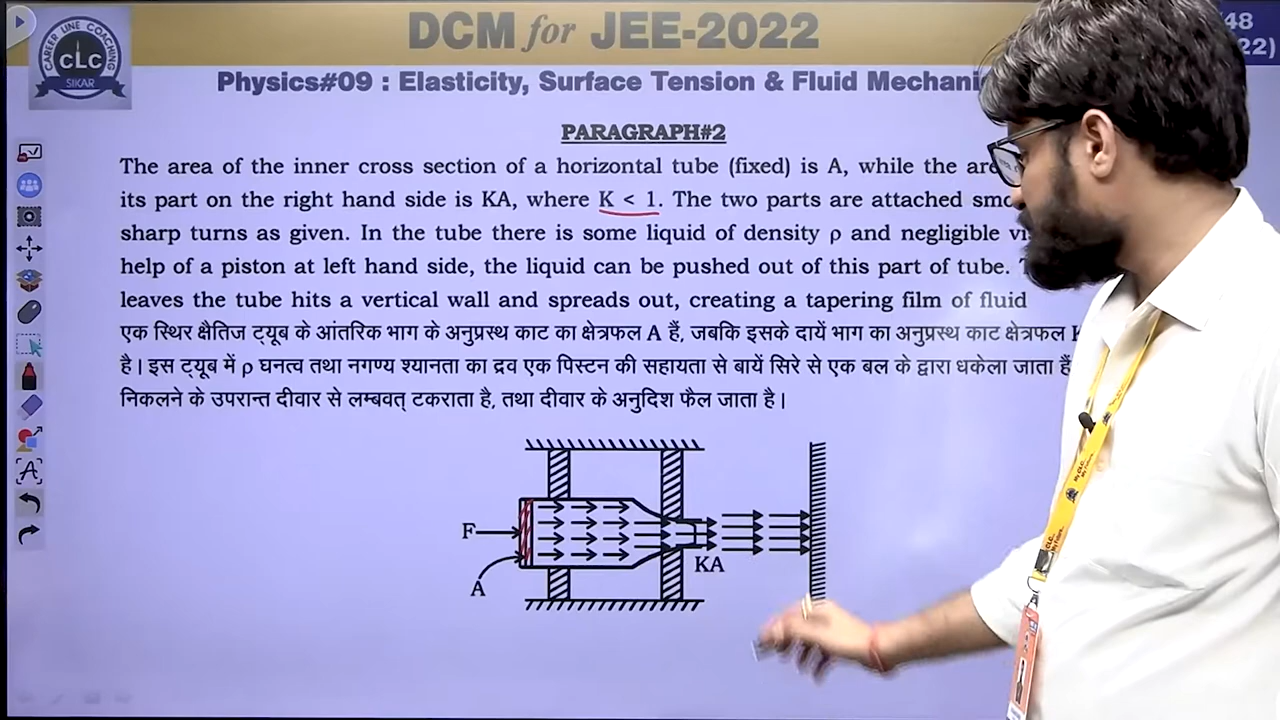 DCM for JEE-2022
48
22)
CAREER LINE COACHING
CLC
SIKAR
Physics#09 : Elasticity, Surface Tension & Fluid Mechani
PARAGRAPH#2
The area of the inner cross section of a horizontal tube (fixed) is A, while the are
its part on the right hand side is KA, where K < 1. The two parts are attached smo
sharp turns as given. In the tube there is some liquid of density ρ and negligible vi
help of a piston at left hand side, the liquid can be pushed out of this part of tube.
leaves the tube hits a vertical wall and spreads out, creating a tapering film of fluid
एक स्थिर क्षैतिज ट्यूब के आंतरिक भाग के अनुप्रस्थ काट का क्षेत्रफल A हैं, जबकि इसके दायें भाग का अनुप्रस्थ काट क्षेत्रफल
है। इस ट्यूब में ρ घनत्व तथा नगण्य श्यानता का द्रव एक पिस्टन की सहायता से बायें सिरे से एक बल के द्वारा धकेला जाता है
निकलने के उपरान्त दीवार से लम्बवत् टकराता है, तथा दीवार के अनुदिश फैल जाता है।
F
A
KA